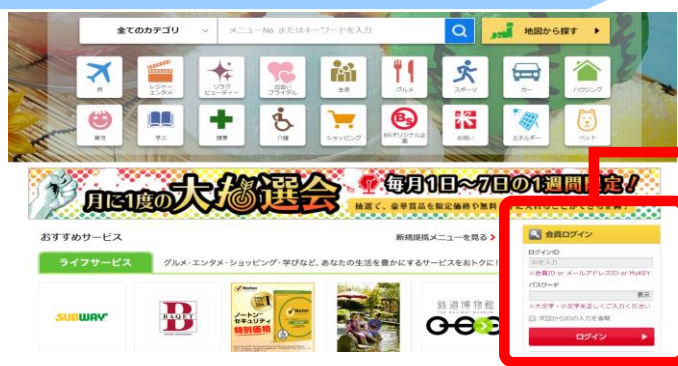 全てのカテゴリ
メニューNo. またはキーワードを入力
地図から探す
旅
レジャー
エンタメ
リラク
ビューティー
出会い
ブライダル
生活
グルメ
スポーツ
カー
ハウジング
育児
学ぶ
健康
介護
ショッピング
BSオリジナル企
画
お祝い
エネルギー
ペット
月に1度の大抽選会
毎月1日~7日の1週間限定!
抽選で、豪華賞品を限定価格や無料
おすすめサービス
新規提携メニューを見る
ライフサービス
グルメ・エンタメ・ショッピング・学びなど、あなたの生活を豊かにするサービスをおトクに!
SUBWAY
BAQET
Norton
ノートン
セキュリティ
特別価格
鉄道博物館
THE RAILWAY MUSEUM
会員ログイン
ログインID
IDを入力
※会員ID or メールアドレスID or MyKEY
パスワード
表示
※大文字・小文字を正しくご入力ください
次回からIDの入力を省略
ログイン